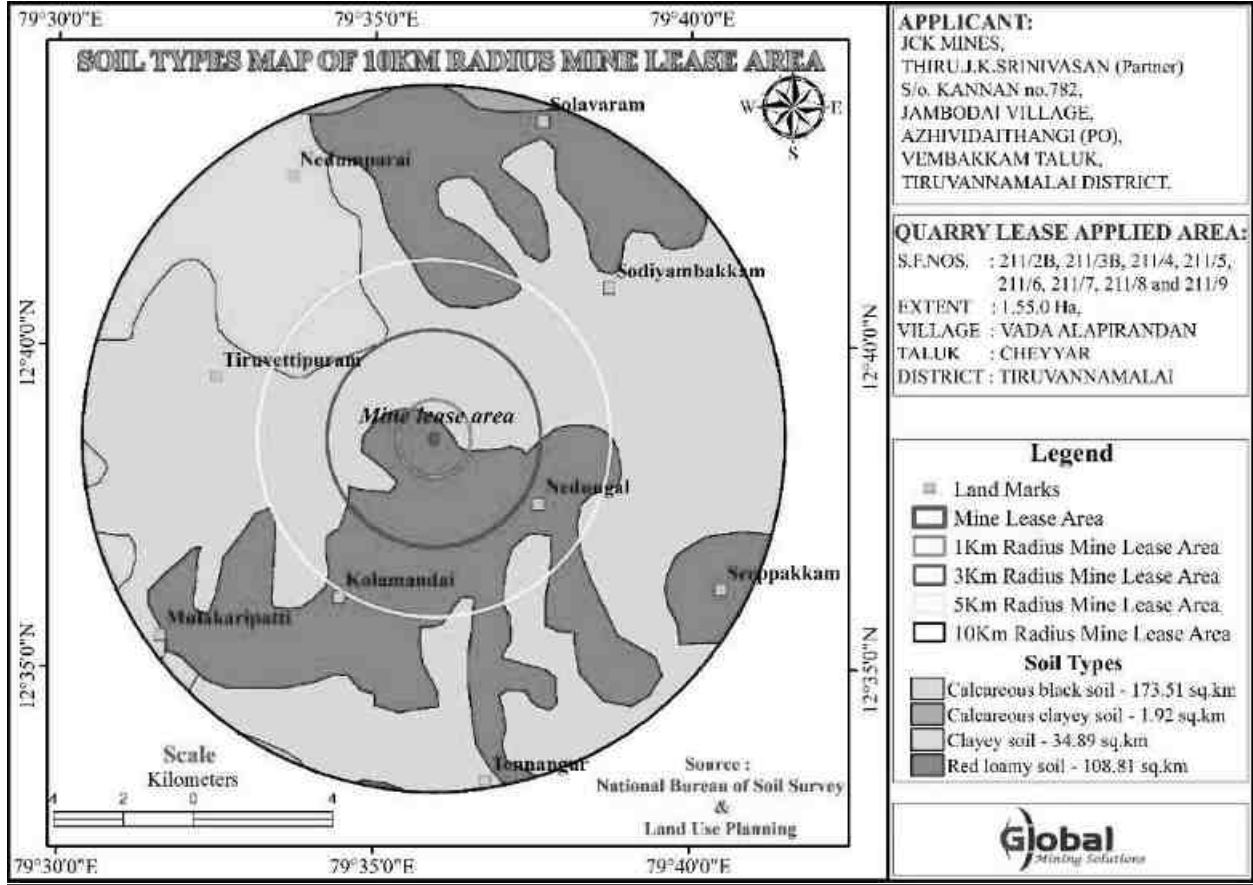 79°30'0"E 79°35'0"E 79°40'0"E
SOIL TYPES MAP OF 10KM RADIUS MINE LEASE AREA
W E
S
Solavaram
Nedumparai
Sodiyambakkam
12°40'0"N 12°40'0"N
Tiruvettipuram
Mine lease area
Nedungal
Kolamandai
Seeppakkam
Mulakaripatti
12°35'0"N 12°35'0"N
Tennangur
Scale
Kilometers
4 2 0 4
Source :
National Bureau of Soil Survey
&
Land Use Planning
79°30'0"E 79°35'0"E 79°40'0"E
APPLICANT:
JCK MINES,
THIRU.J.K.SRINIVASAN (Partner)
S/o. KANNAN no.782,
JAMBODAI VILLAGE,
AZHIVIDAITHANGI (PO),
VEMBAKKAM TALUK,
TIRUVANNAMALAI DISTRICT.
QUARRY LEASE APPLIED AREA:
S.F.NOS. : 211/2B, 211/3B, 211/4, 211/5,
211/6, 211/7, 211/8 and 211/9
EXTENT : 1.55.0 Ha,
VILLAGE : VADA ALAPIRANDAN
TALUK : CHEYYAR
DISTRICT : TIRUVANNAMALAI
Legend
Land Marks
Mine Lease Area
1Km Radius Mine Lease Area
3Km Radius Mine Lease Area
5Km Radius Mine Lease Area
10Km Radius Mine Lease Area
Soil Types
Calcareous black soil - 173.51 sq.km
Calcareous clayey soil - 1.92 sq.km
Clayey soil - 34.89 sq.km
Red loamy soil - 108.81 sq.km
Global
Mining Solutions